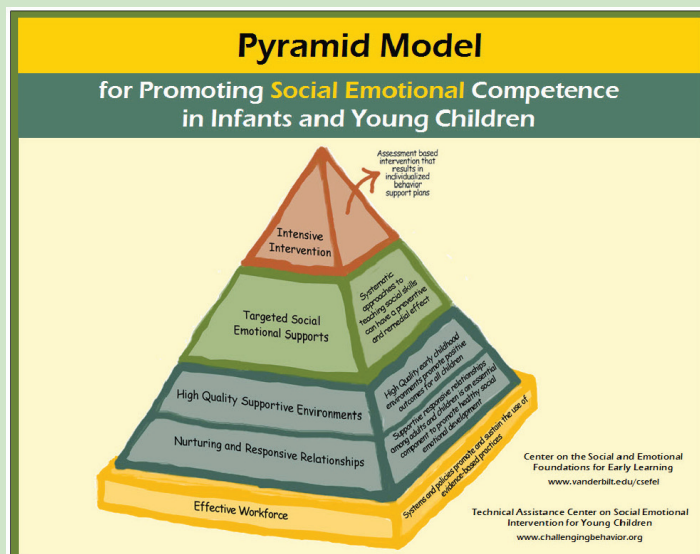 Pyramid Model
for Promoting Social Emotional Competence
in Infants and Young Children
Assessment based
intervention that
results in
individualized
behavior
support plans
Intensive
Intervention
Targeted Social
Emotional Supports
Systematic
approaches to
teaching social skills
can have a preventive
and remedial effect
High Quality Supportive Environments
High Quality early childhood
environments promote positive
outcomes for all children
Nurturing and Responsive Relationships
Supportive responsive relationships
among adults and children is an essential
component to promote healthy social
emotional development
Effective Workforce
Systems and policies promote and sustain the use of
evidence-based practices
Center on the Social and Emotional
Foundations for Early Learning
www.vanderbilt.edu/csefel
Technical Assistance Center on Social Emotional
Intervention for Young Children
www.challengingbehavior.org